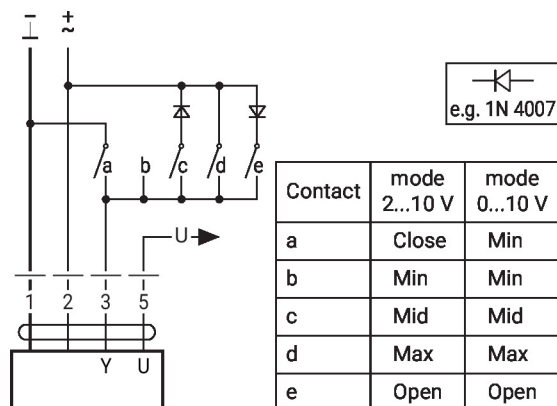 ⊥ − + ~
a b c d e
U
1 2 3 5
Y U
e.g. 1N 4007
Contact mode 2...10 V mode 0...10 V
a Close Min
b Min Min
c Mid Mid
d Max Max
e Open Open